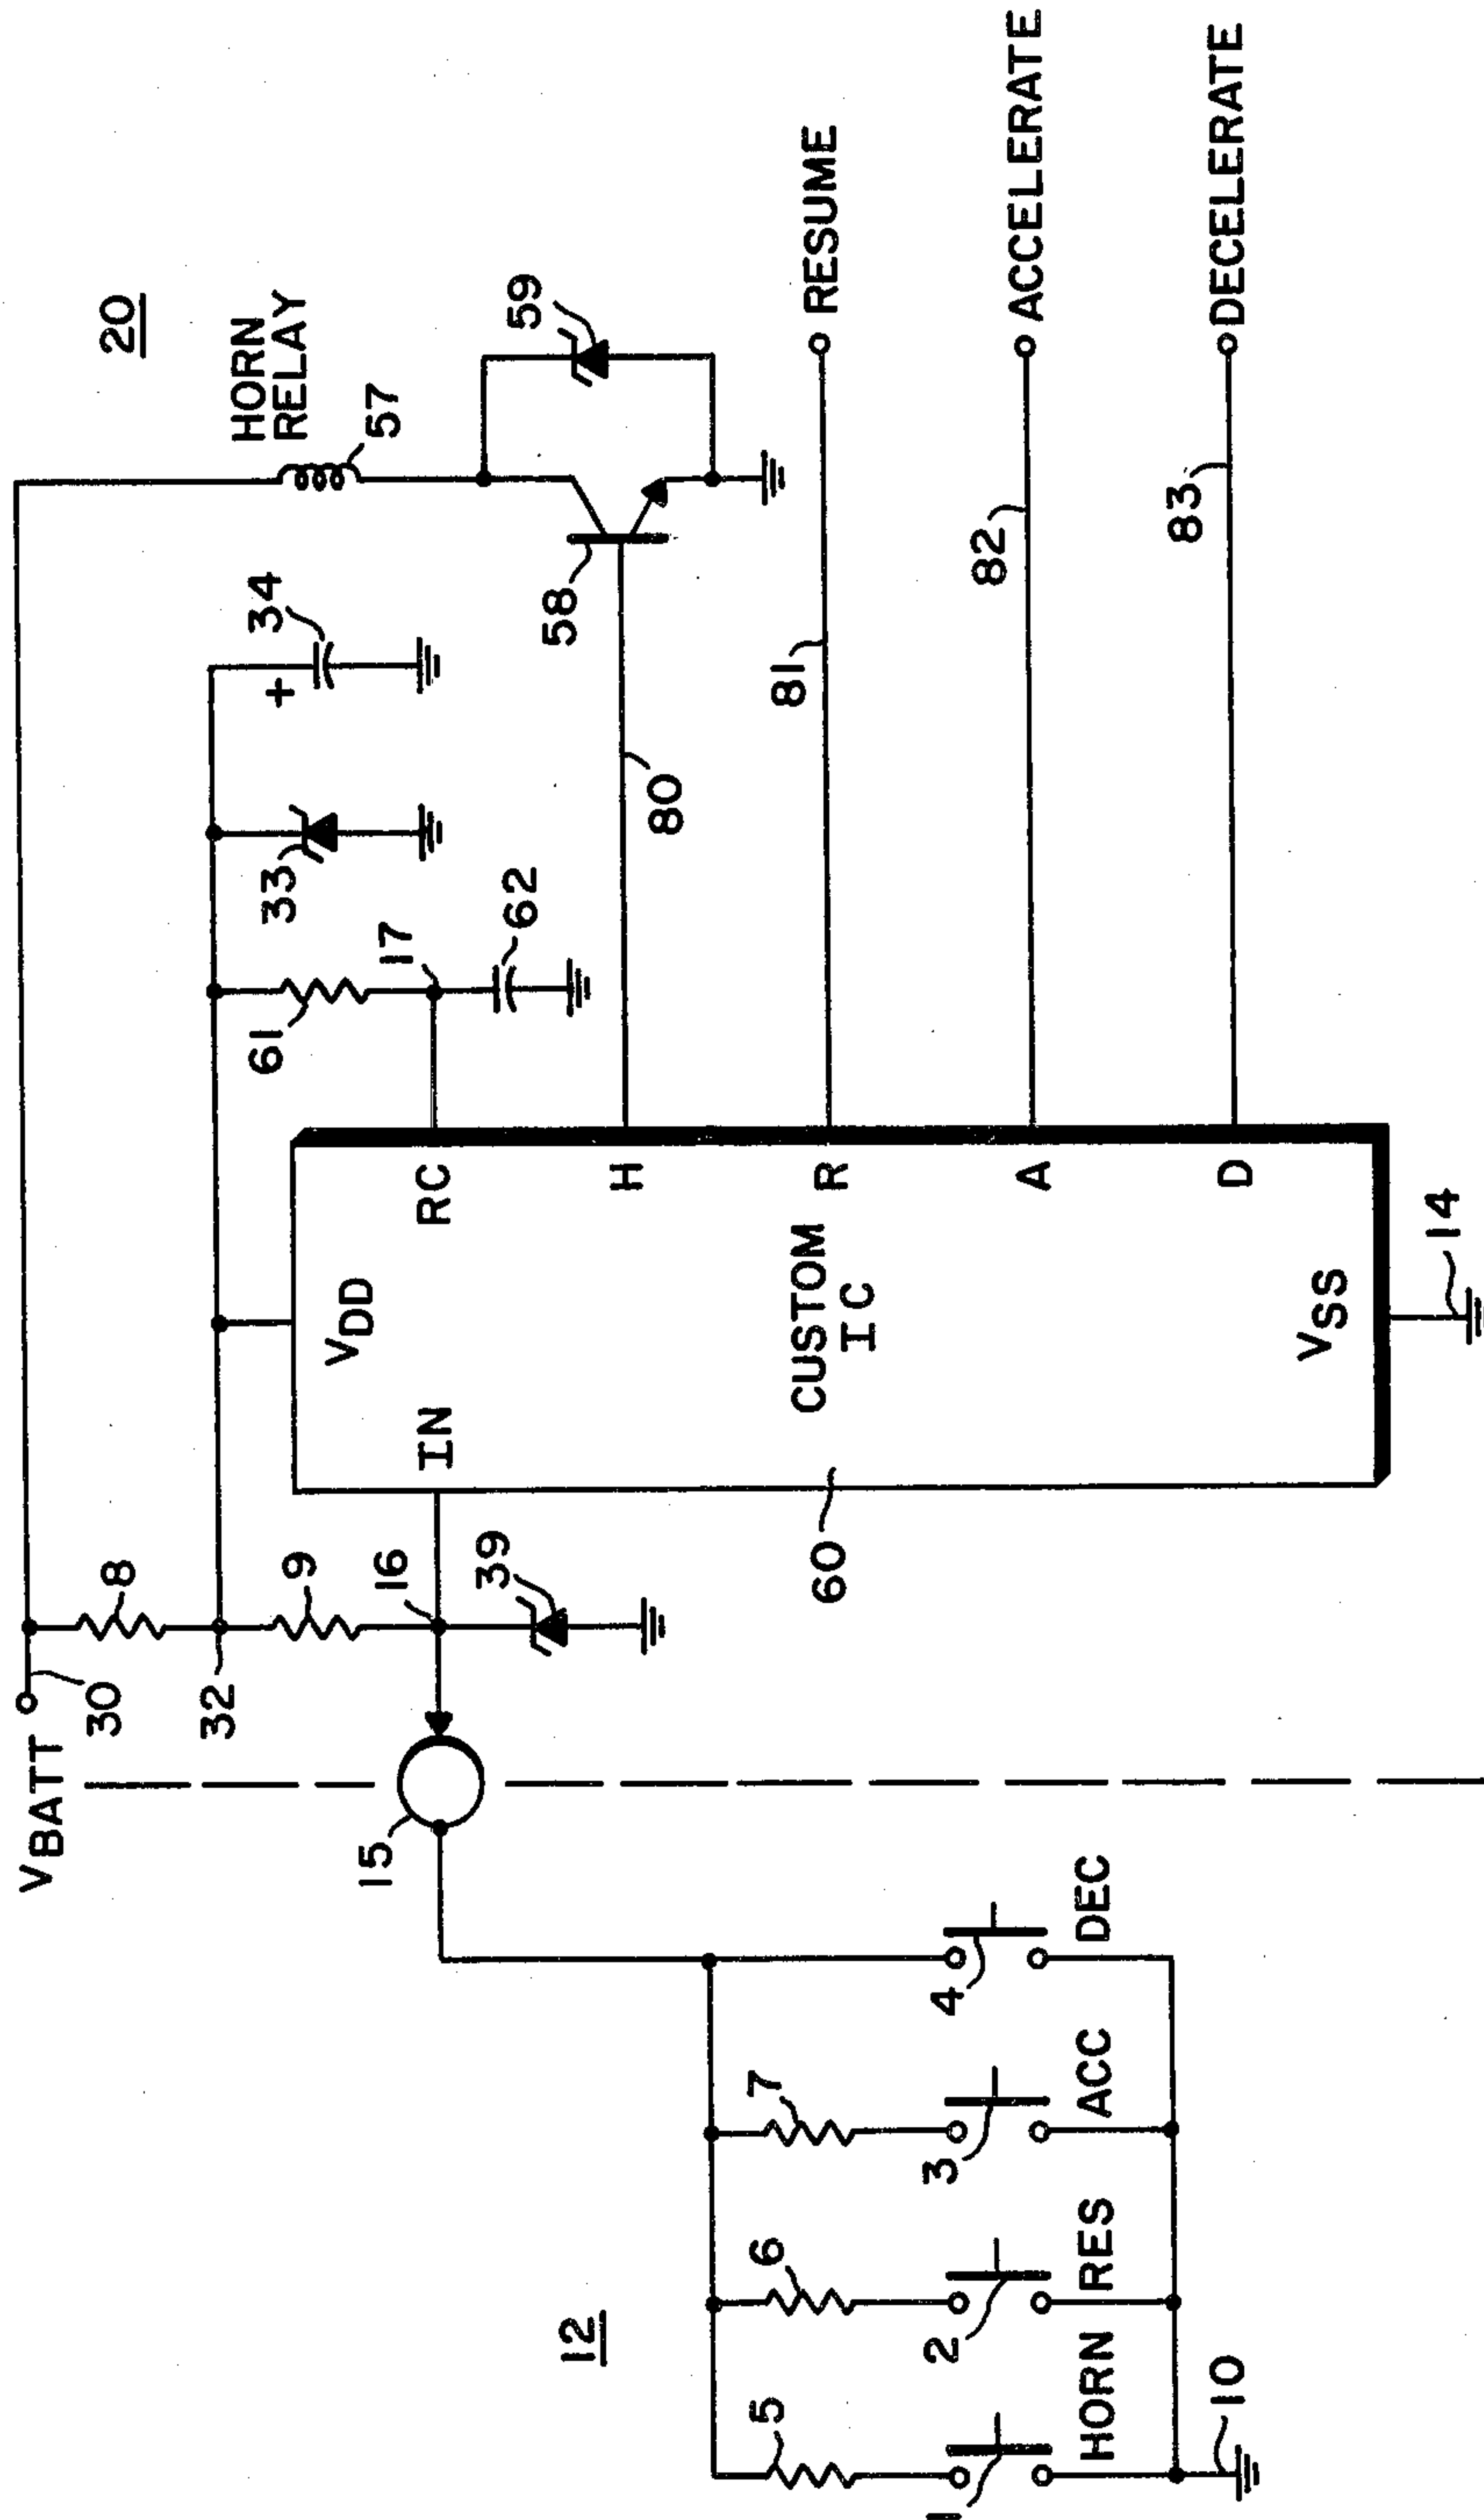 20
VBATT
30
8
32
9
16
39
15
HORN
RELAY
57
34
+
33
61
17
62
58
59
80
VDD
IN
RC
H
R
A
D
CUSTOM
IC
VSS
60
14
81
RESUME
82
ACCELERATE
83
DECELERATE
12
5
6
7
1
2
3
4
HORN
RES
ACC
DEC
10